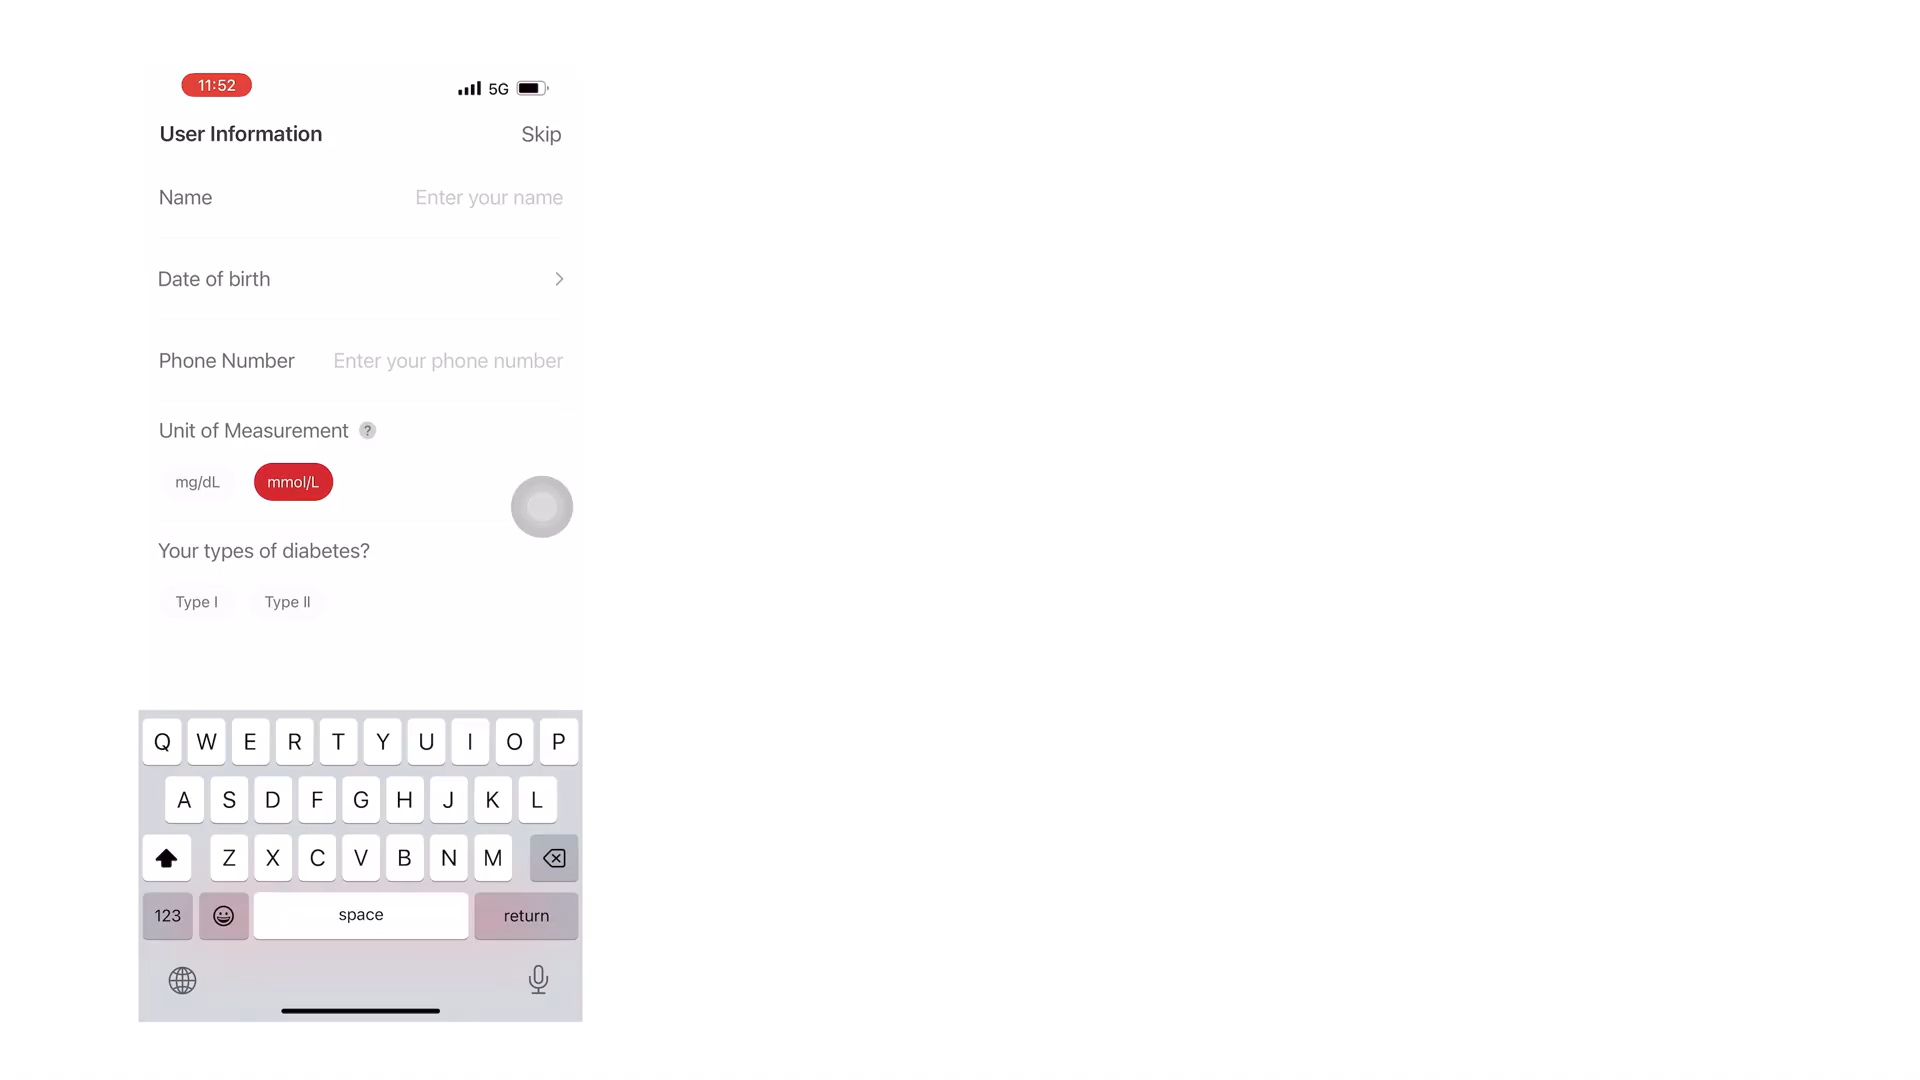 11:52 5G
User Information Skip
Name Enter your name
Date of birth
Phone Number Enter your phone number
Unit of Measurement ?
mg/dL mmol/L
Your types of diabetes?
Type I Type II
Q W E R T Y U I O P
A S D F G H J K L
Z X C V B N M
123 space return